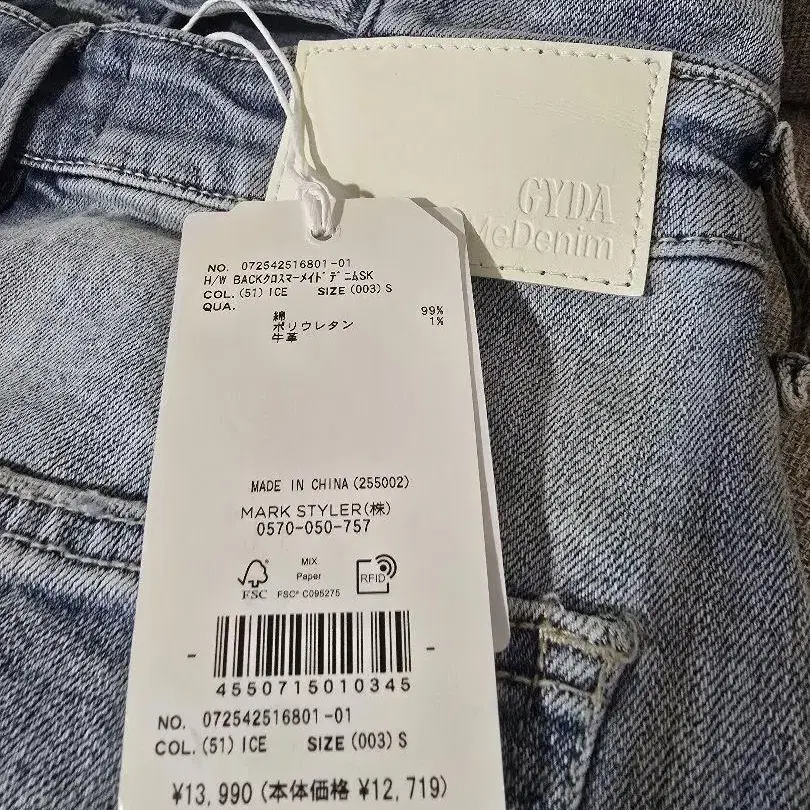 GYDA
MeDenim
NO. 072542516801-01
H/W BACKｸﾛｽマーメイドﾞﾃﾞﾆﾑSK
COL.(51)ICE SIZE(003)S
QUA.
綿 99%
ポリウレタン 1%
牛革
MADE IN CHINA(255002)
MARK STYLER(株)
0570-050-757
FSC
MIX
Paper
FSC® C095275
RFID
4550715010345
NO. 072542516801-01
COL.(51)ICE SIZE(003)S
¥13,990(本体価格 ¥12,719)